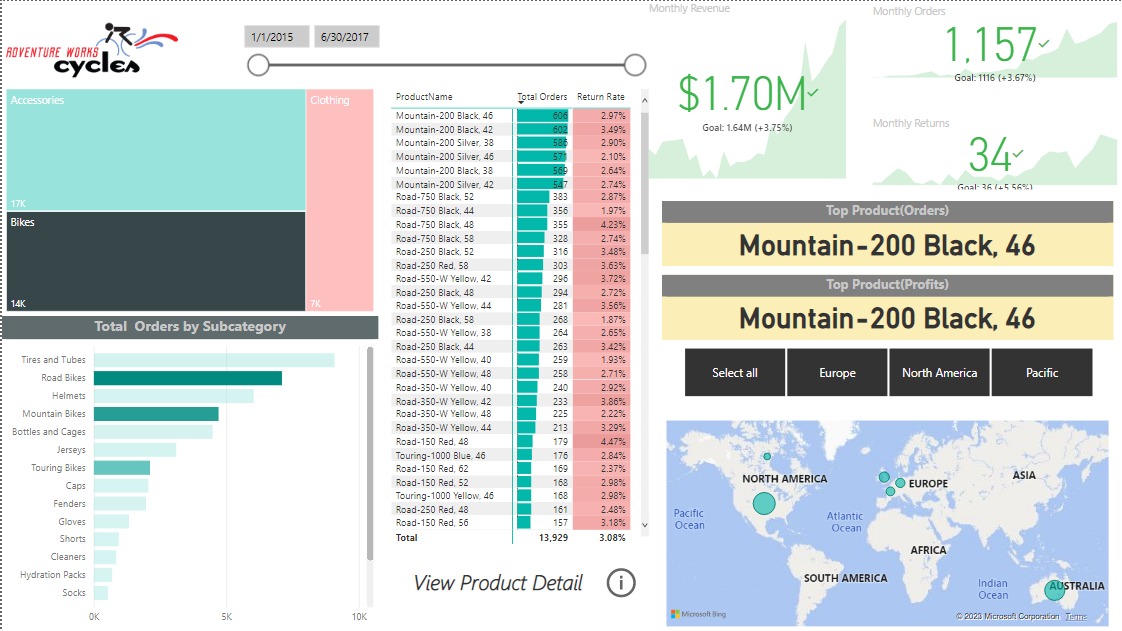 ADVENTURE WORKS
cycles
1/1/2015 6/30/2017
Accessories
17K
Clothing
7K
Bikes
14K
Total Orders by Subcategory
Tires and Tubes
Road Bikes
Helmets
Mountain Bikes
Bottles and Cages
Jerseys
Touring Bikes
Caps
Fenders
Gloves
Shorts
Cleaners
Hydration Packs
Socks
0K 5K 10K
ProductName Total Orders Return Rate
Mountain-200 Black, 46 606 2.97%
Mountain-200 Black, 42 602 3.49%
Mountain-200 Silver, 38 586 2.90%
Mountain-200 Silver, 46 571 2.10%
Mountain-200 Black, 38 569 2.64%
Mountain-200 Silver, 42 547 2.74%
Road-750 Black, 52 383 2.87%
Road-750 Black, 44 356 1.97%
Road-750 Black, 48 355 4.23%
Road-750 Black, 58 328 2.74%
Road-250 Black, 52 316 3.48%
Road-250 Red, 58 303 3.63%
Road-550-W Yellow, 42 296 3.72%
Road-250 Black, 48 294 2.72%
Road-550-W Yellow, 44 281 3.56%
Road-250 Black, 58 268 1.87%
Road-550-W Yellow, 38 264 2.65%
Road-250 Black, 44 263 3.42%
Road-550-W Yellow, 40 259 1.93%
Road-550-W Yellow, 48 258 2.71%
Road-350-W Yellow, 40 240 2.92%
Road-350-W Yellow, 42 233 3.86%
Road-350-W Yellow, 48 225 2.22%
Road-350-W Yellow, 44 213 3.29%
Road-150 Red, 48 179 4.47%
Touring-1000 Blue, 46 176 2.84%
Road-150 Red, 62 169 2.37%
Road-150 Red, 52 168 2.98%
Touring-1000 Yellow, 46 168 2.98%
Road-250 Red, 48 161 2.48%
Road-150 Red, 56 157 3.18%
Total 13,929 3.08%
View Product Detail
Monthly Revenue
$1.70M
Goal: 1.64M (+3.75%)
Monthly Orders
1,157
Goal: 1116 (+3.67%)
Monthly Returns
34
Goal: 36 (+5.56%)
Top Product(Orders)
Mountain-200 Black, 46
Top Product(Profits)
Mountain-200 Black, 46
Select all Europe North America Pacific
NORTH AMERICA
EUROPE
ASIA
Pacific
Ocean
Atlantic
Ocean
AFRICA
SOUTH AMERICA
Indian
Ocean
AUSTRALIA
Microsoft Bing
© 2023 Microsoft Corporation Terms